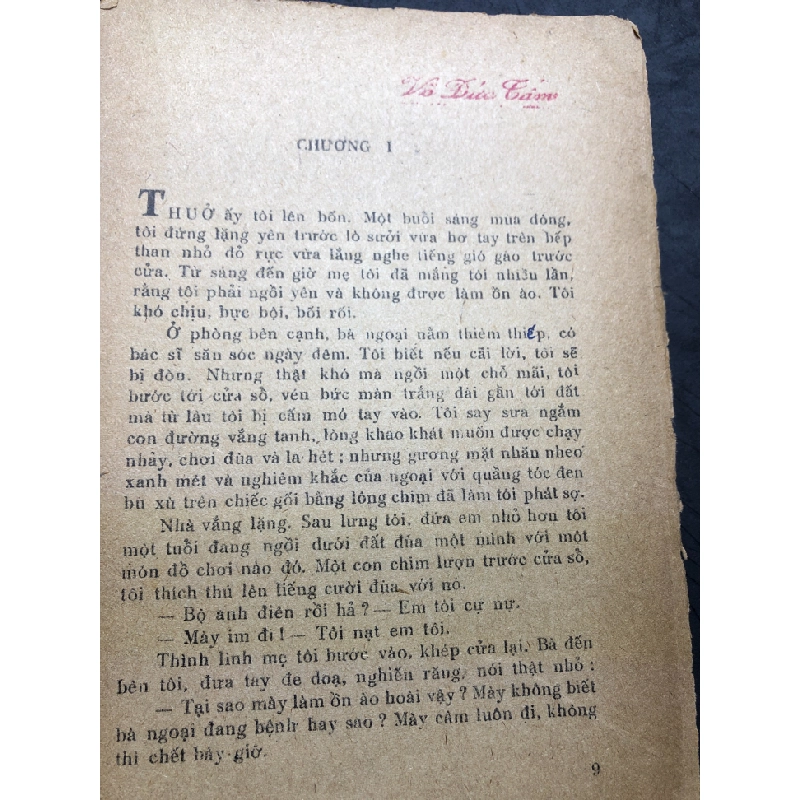 Võ Đức Tám
CHƯƠNG 1
THUỞ ấy tôi lên bốn. Một buổi sáng mùa đông,
tôi đứng lặng yên trước lò sưởi vừa hơ tay trên bếp
than nhỏ đỏ rực vừa lắng nghe tiếng gió gào trước
cửa. Từ sáng đến giờ mẹ tôi đã mắng tôi nhiều lần,
rằng tôi phải ngồi yên và không được làm ồn ào. Tôi
khó chịu, bực bội, bối rối.
Ở phòng bên cạnh, bà ngoại nằm thiêm thiếp, có
bác sĩ săn sóc ngày đêm. Tôi biết nếu cãi lời, tôi sẽ
bị đòn. Nhưng thật khó mà ngồi một chỗ mãi, tôi
bước tới cửa sổ, vén bức màn trắng dài gần tới đất
mà từ lâu tôi bị cấm mó tay vào. Tôi say sưa ngắm
con đường vắng tanh, lòng khao khát muốn được chạy
nhảy, chơi đùa và la hét ; nhưng gương mặt nhăn nheo
xanh mét và nghiêm khắc của ngoại với quầng tóc đen
bù xù trên chiếc gối bằng lông chim đã làm tôi phát sợ.
Nhà vắng lặng. Sau lưng tôi, đứa em nhỏ hơn tôi
một tuổi đang ngồi dưới đất đùa một mình với một
món đồ chơi nào đó. Một con chim lượn trước cửa sổ,
tôi thích thú lên tiếng cười đùa với nó.
— Bộ anh điên rồi hả ? — Em tôi cự nự.
— Mày im đi ! — Tôi nạt em tôi.
Thình lình mẹ tôi bước vào, khép cửa lại. Bà đến
bên tôi, đưa tay đe doạ, nghiến răng, nói thật nhỏ :
— Tại sao mày làm ồn ào hoài vậy ? Mày không biết
bà ngoại đang bệnh hay sao ? Mày câm luôn đi, không
thì chết bây giờ.
9